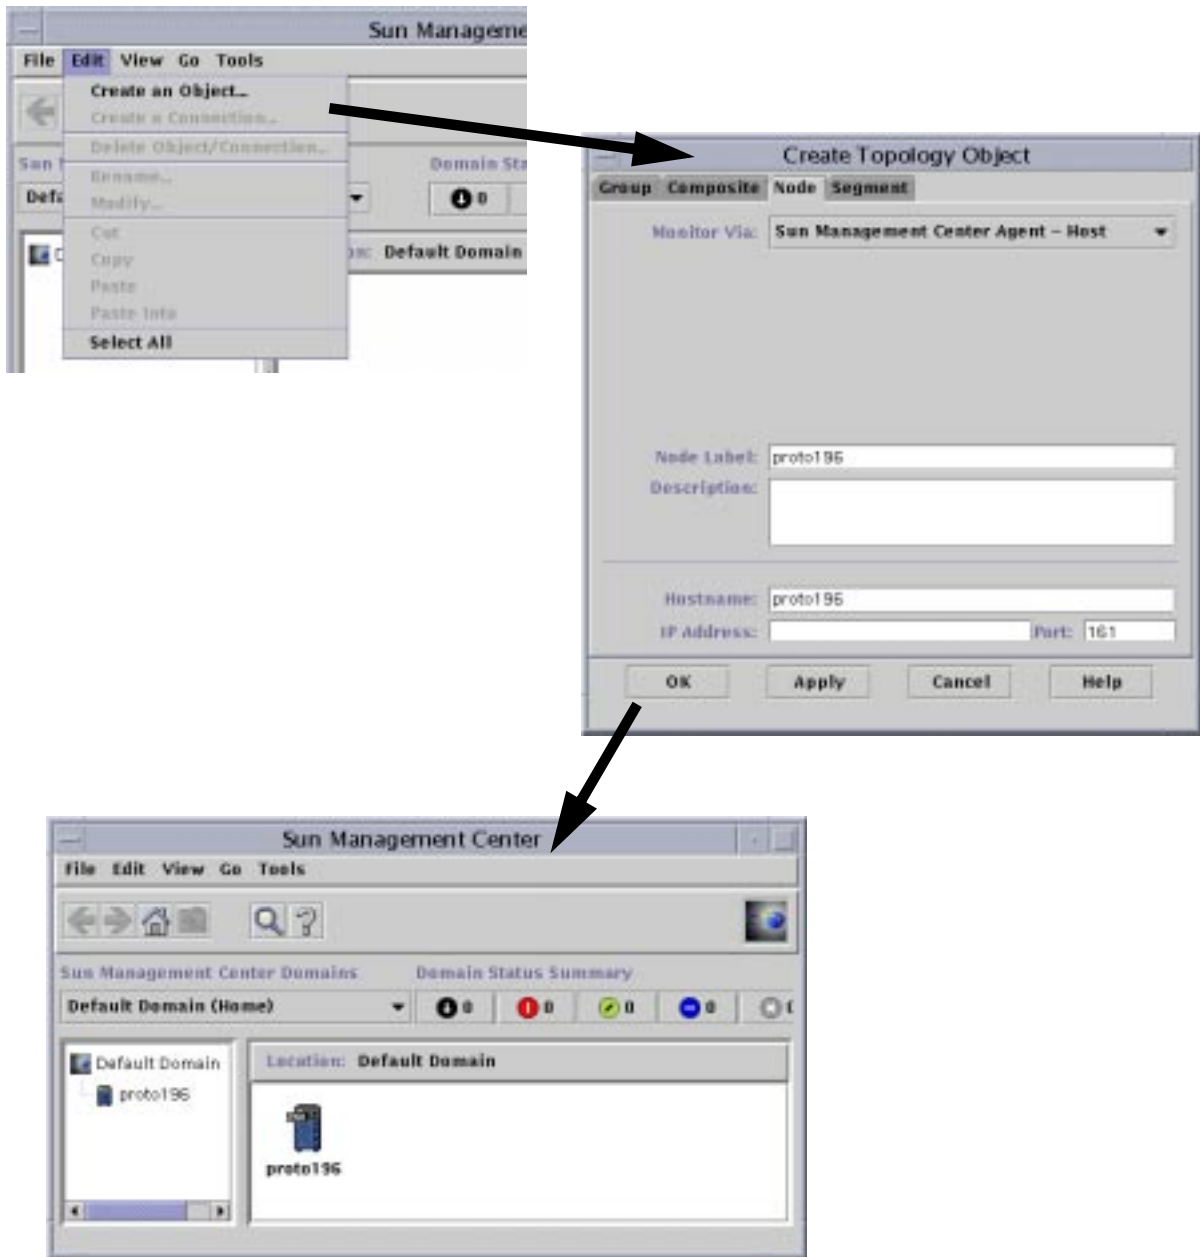 Sun Manageme
File Edit View Go Tools
Create an Object...
Create a Connection...
Delete Object/Connection...
Rename...
Modify...
Cut
Copy
Paste
Paste Into
Select All
Sun M
Domain Sta
Defa
0
on: Default Domain
Create Topology Object
Group Composite Node Segment
Monitor Via: Sun Management Center Agent – Host
Node Label: proto196
Description:
Hostname: proto196
IP Address: Port: 161
OK Apply Cancel Help
Sun Management Center
File Edit View Go Tools
Sun Management Center Domains Domain Status Summary
Default Domain (Home) 0 0 0 0
Default Domain
proto196
Location: Default Domain
proto196